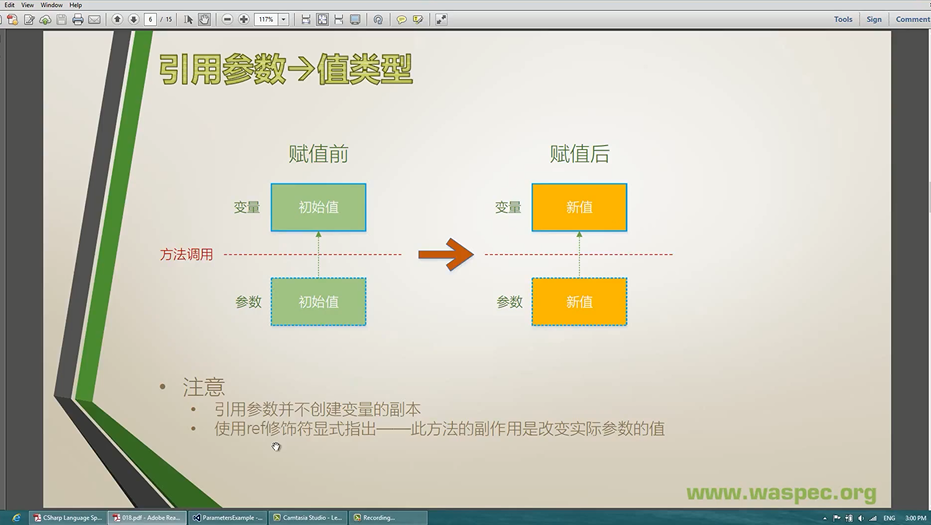 Edit View Window Help
6 / 15 117% Tools Sign Comment
引用参数→值类型
赋值前 赋值后
变量 初始值 变量 新值
方法调用
参数 初始值 参数 新值
• 注意
• 引用参数并不创建变量的副本
• 使用ref修饰符显式指出——此方法的副作用是改变实际参数的值
www.waspec.org
CSharp Language Sp... 018.pdf - Adobe Rea... ParametersExample -... Camtasia Studio - Le... Recording... ENG 3:00 PM